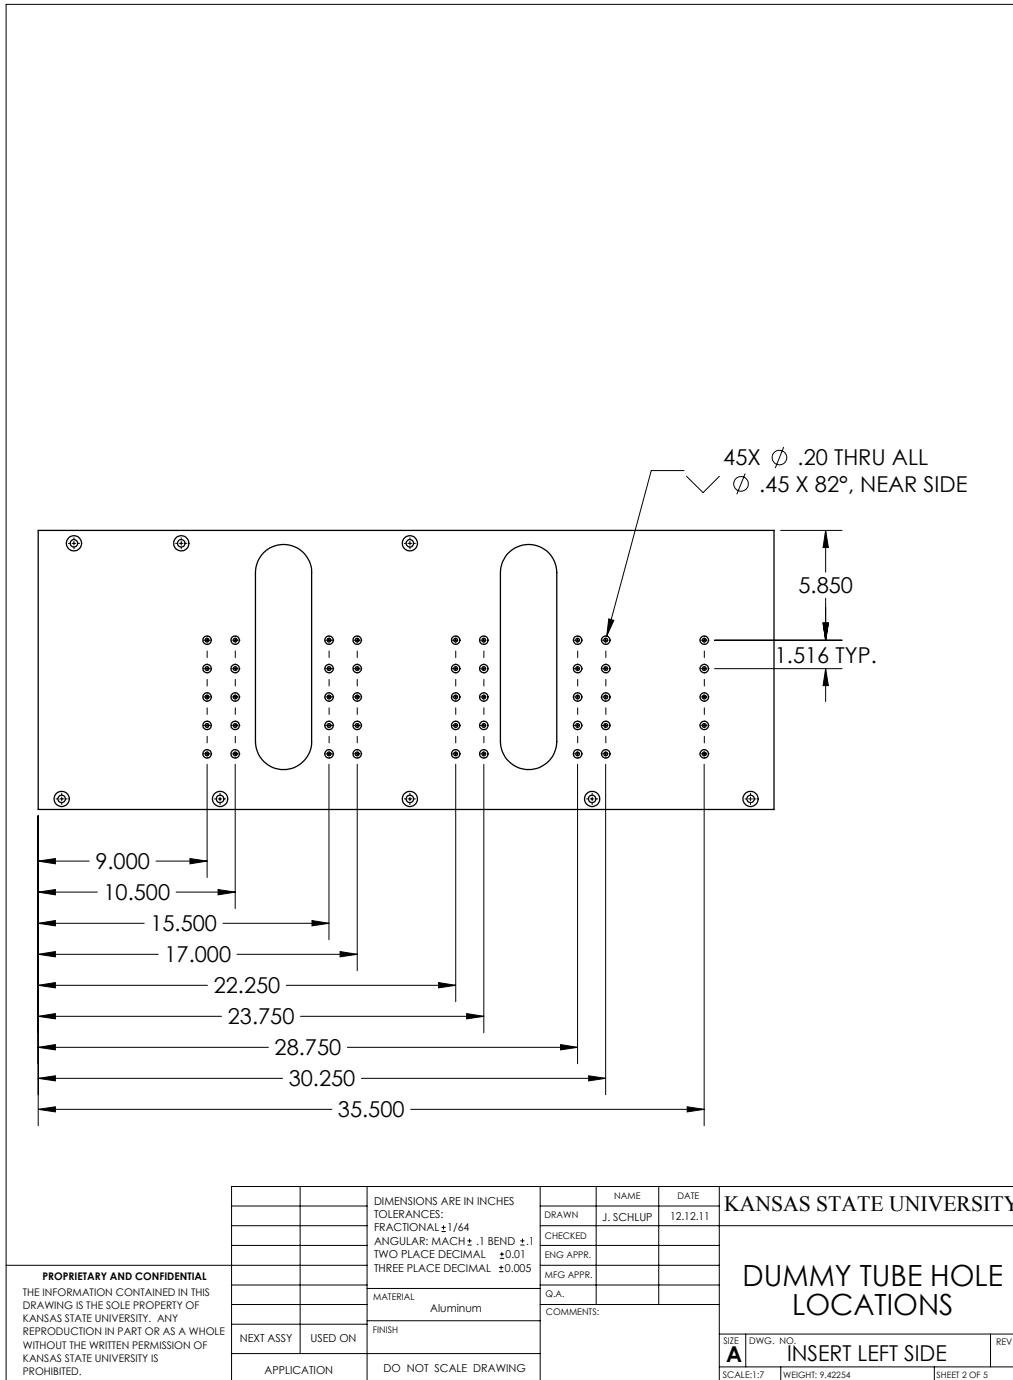 45X Ø .20 THRU ALL
Ø .45 X 82°, NEAR SIDE
5.850
1.516 TYP.
9.000
10.500
15.500
17.000
22.250
23.750
28.750
30.250
35.500
PROPRIETARY AND CONFIDENTIAL
THE INFORMATION CONTAINED IN THIS
DRAWING IS THE SOLE PROPERTY OF
KANSAS STATE UNIVERSITY. ANY
REPRODUCTION IN PART OR AS A WHOLE
WITHOUT THE WRITTEN PERMISSION OF
KANSAS STATE UNIVERSITY IS
PROHIBITED.
NEXT ASSY
USED ON
APPLICATION
DIMENSIONS ARE IN INCHES
TOLERANCES:
FRACTIONAL ±1/64
ANGULAR: MACH± .1 BEND ±.1
TWO PLACE DECIMAL ±0.01
THREE PLACE DECIMAL ±0.005
MATERIAL
Aluminum
FINISH
DO NOT SCALE DRAWING
NAME
DATE
DRAWN
J. SCHLUP
12.12.11
CHECKED
ENG APPR.
MFG APPR.
Q.A.
COMMENTS:
KANSAS STATE UNIVERSITY
DUMMY TUBE HOLE
LOCATIONS
SIZE
A
DWG. NO.
INSERT LEFT SIDE
REV
SCALE:1:7
WEIGHT: 9.42254
SHEET 2 OF 5